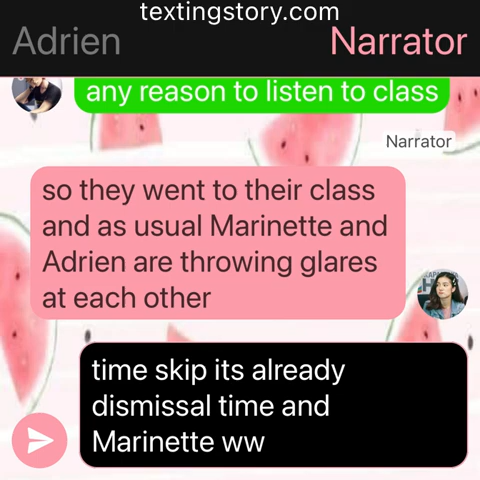 textingstory.com
Adrien
Narrator
any reason to listen to class
Narrator
so they went to their class
and as usual Marinette and
Adrien are throwing glares
at each other
time skip its already
dismissal time and
Marinette ww